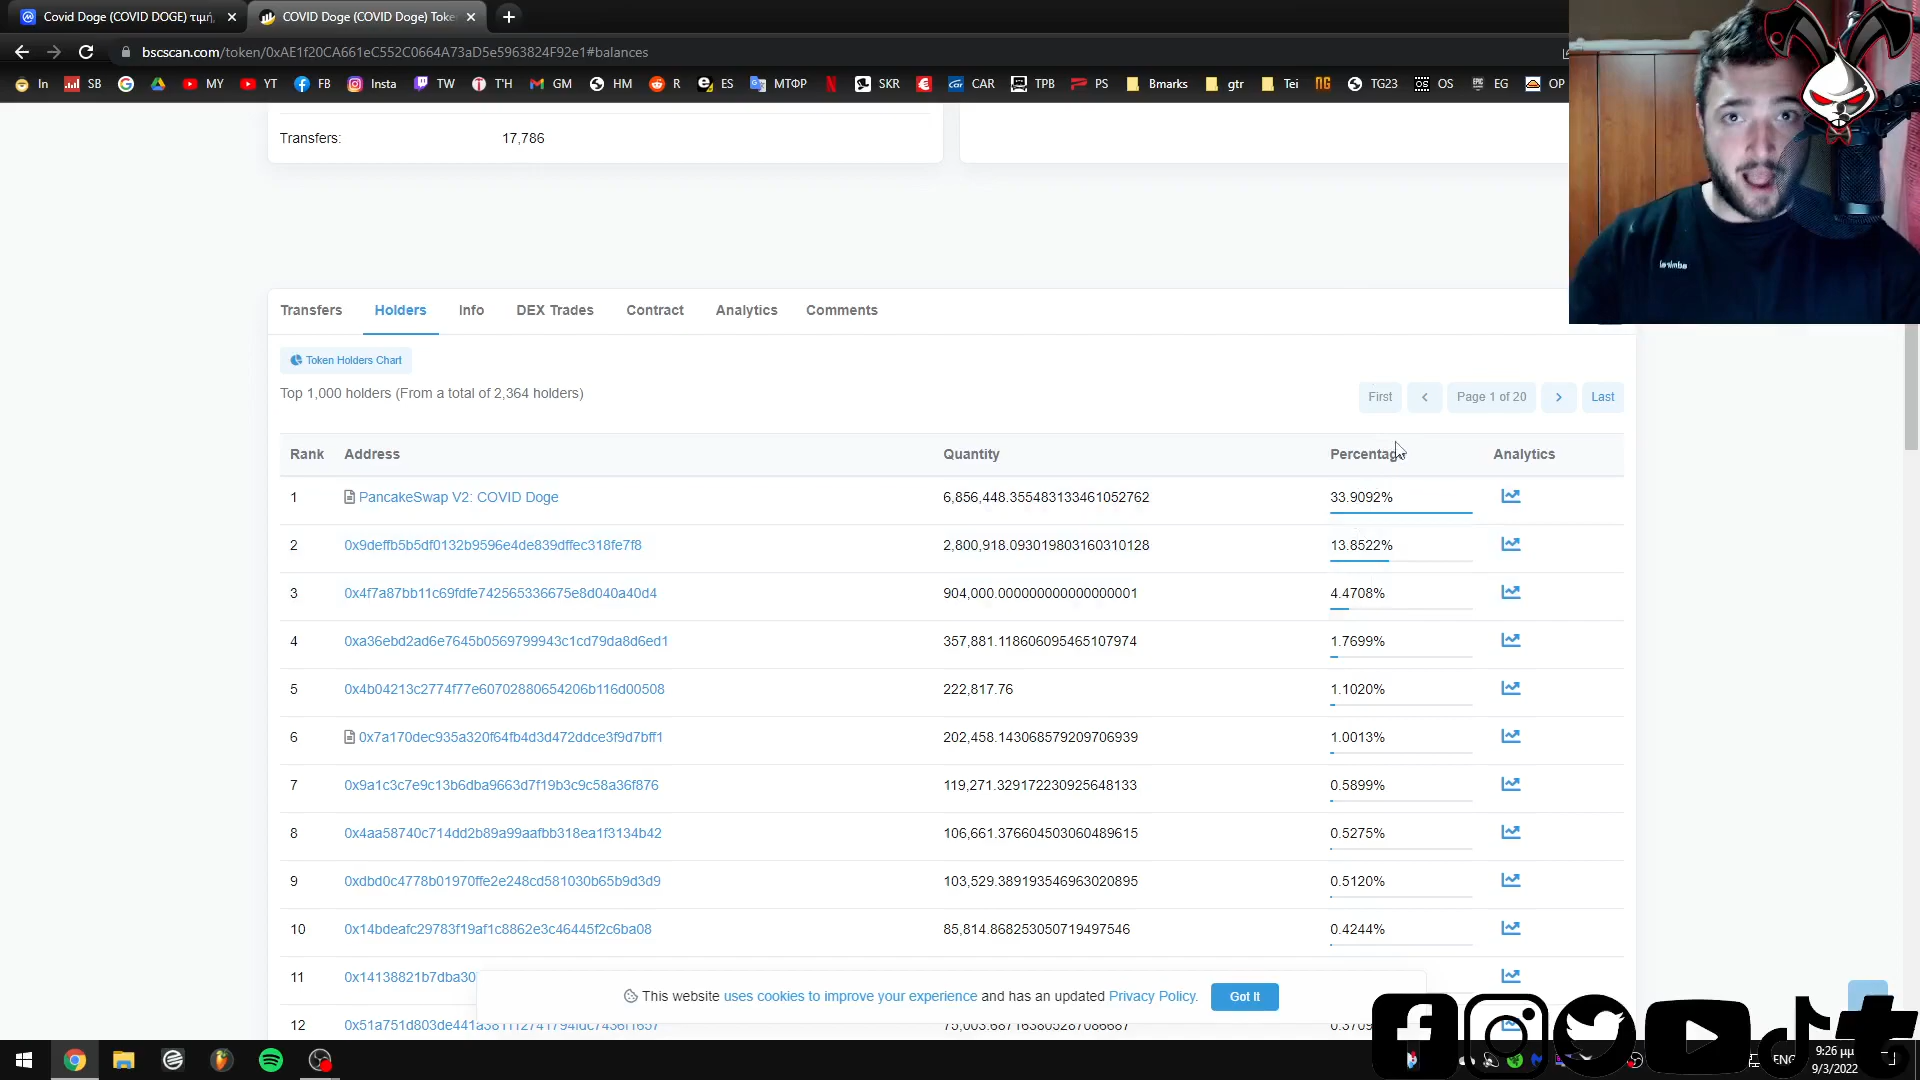 Covid Doge (COVID DOGE) τιμή,
COVID Doge (COVID Doge) Toke
bscscan.com/token/0xAE1f20CA661eC552C0664A73aD5e5963824F92e1#balances
In SB MY YT FB Insta TW T'H GM HM R ES ΜΤΦΡ SKR CAR TPB PS Bmarks gtr Tei NG TG23 OS EG OP
Transfers: 17,786
Transfers Holders Info DEX Trades Contract Analytics Comments
Token Holders Chart
Top 1,000 holders (From a total of 2,364 holders)
First Page 1 of 20 Last
Rank Address Quantity Percentage Analytics
1 PancakeSwap V2: COVID Doge 6,856,448.355483133461052762 33.9092%
2 0x9deffb5b5df0132b9596e4de839dffec318fe7f8 2,800,918.093019803160310128 13.8522%
3 0x4f7a87bb11c69fdfe742565336675e8d040a40d4 904,000.000000000000000001 4.4708%
4 0xa36ebd2ad6e7645b0569799943c1cd79da8d6ed1 357,881.118606095465107974 1.7699%
5 0x4b04213c2774f77e60702880654206b116d00508 222,817.76 1.1020%
6 0x7a170dec935a320f64fb4d3d472ddce3f9d7bff1 202,458.143068579209706939 1.0013%
7 0x9a1c3c7e9c13b6dba9663d7f19b3c9c58a36f876 119,271.329172230925648133 0.5899%
8 0x4aa58740c714dd2b89a99aafbb318ea1f3134b42 106,661.376604503060489615 0.5275%
9 0xdbd0c4778b01970ffe2e248cd581030b65b9d3d9 103,529.389193546963020895 0.5120%
10 0x14bdeafc29783f19af1c8862e3c46445f2c6ba08 85,814.868253050719497546 0.4244%
11 0x14138821b7dba30
This website uses cookies to improve your experience and has an updated Privacy Policy. Got It
12
ENG
9:26 μμ
9/3/2022